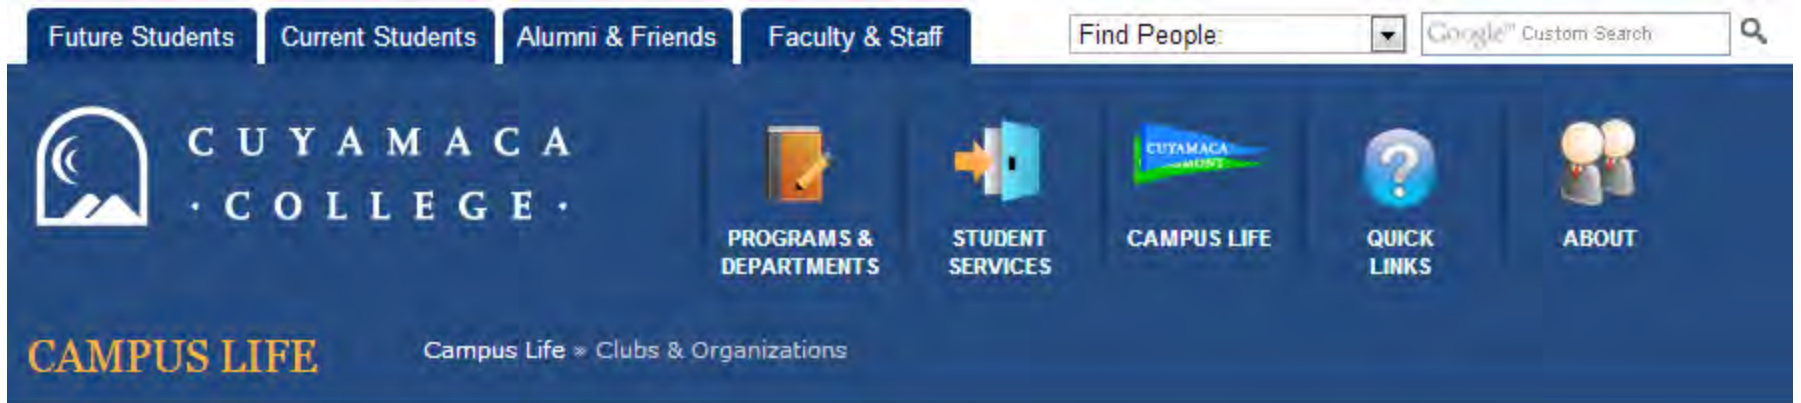 Future Students
Current Students
Alumni & Friends
Faculty & Staff
Find People:
Google™ Custom Search
CUYAMACA
· COLLEGE ·
CUYAMACA
PROGRAMS &
DEPARTMENTS
STUDENT
SERVICES
CAMPUS LIFE
QUICK
LINKS
ABOUT
CAMPUS LIFE
Campus Life » Clubs & Organizations